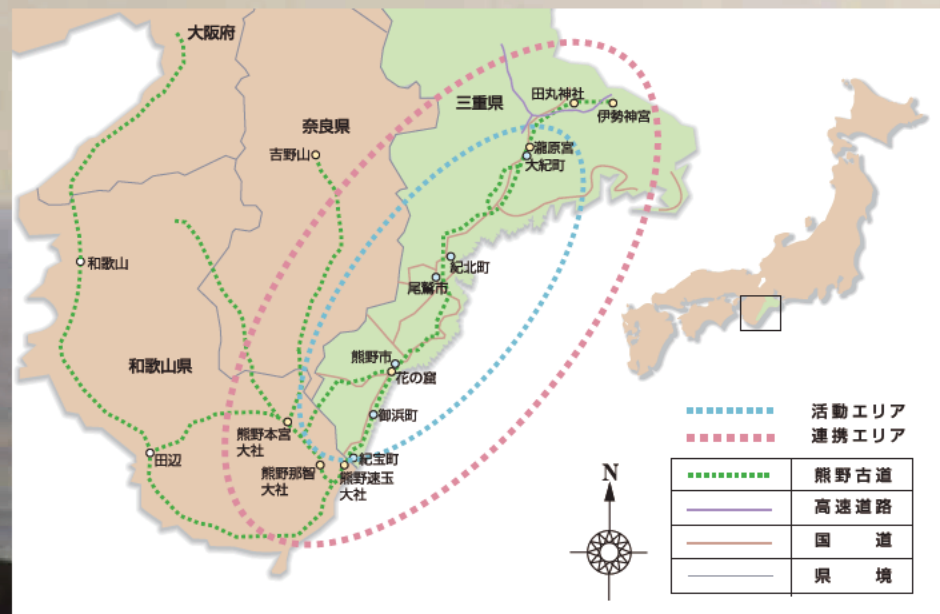 大阪府
三重県
田丸神社
伊勢神宮
奈良県
吉野山
瀧原宮
大紀町
和歌山
紀北町
尾鷲市
熊野市
花の窟
和歌山県
御浜町
熊野本宮
大社
紀宝町
田辺
熊野那智
大社
熊野速玉
大社
活動エリア
連携エリア
N
熊野古道
高速道路
国 道
県 境